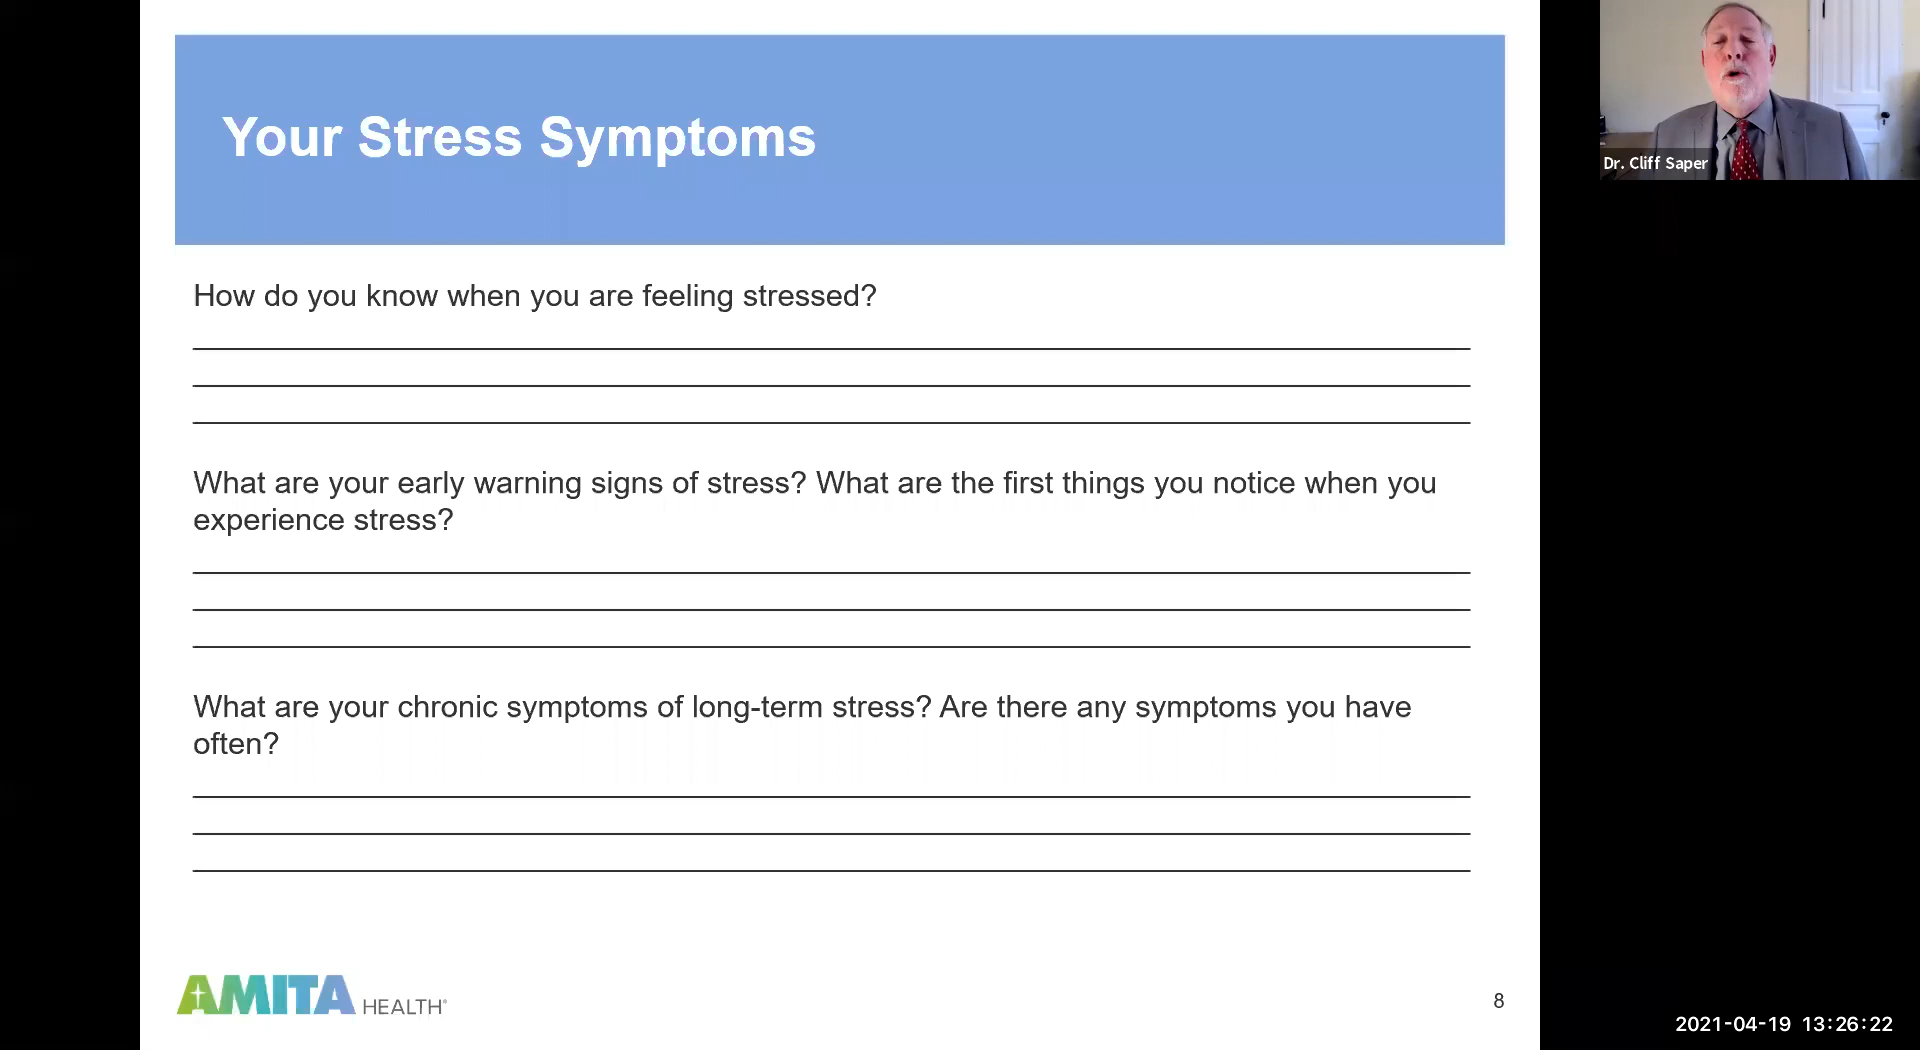 Your Stress Symptoms
How do you know when you are feeling stressed?
What are your early warning signs of stress? What are the first things you notice when you
experience stress?
What are your chronic symptoms of long-term stress? Are there any symptoms you have
often?
AMITA HEALTH®
8
Dr. Cliff Saper
2021-04-19 13:26:22